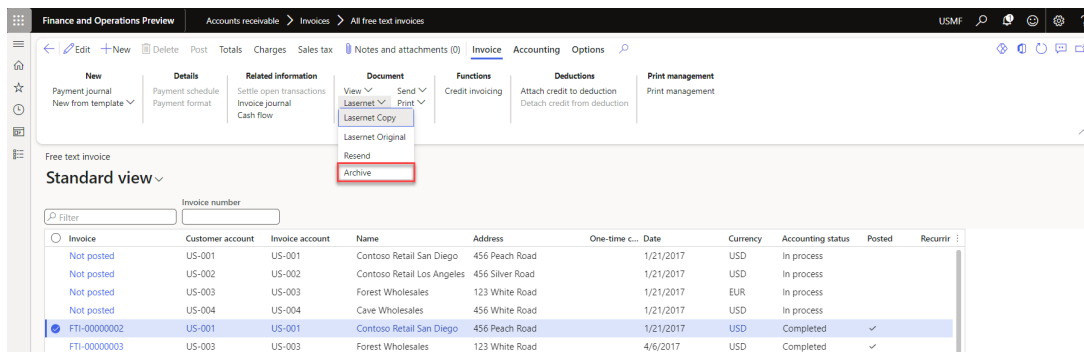 Finance and Operations Preview Accounts receivable > Invoices > All free text invoices USMF
Edit New Delete Post Totals Charges Sales tax Notes and attachments (0) Invoice Accounting Options
New Details Related information Document Functions Deductions Print management
Payment journal Payment schedule Settle open transactions View Send Credit invoicing Attach credit to deduction Print management
New from template Payment format Invoice journal Lasernet Print Detach credit from deduction
Cash flow Lasernet Copy
Lasernet Original
Resend
Archive
Free text invoice
Standard view
Invoice number
Filter
Invoice Customer account Invoice account Name Address One-time c... Date Currency Accounting status Posted Recurrir
Not posted US-001 US-001 Contoso Retail San Diego 456 Peach Road 1/21/2017 USD In process
Not posted US-002 US-002 Contoso Retail Los Angeles 456 Silver Road 1/21/2017 USD In process
Not posted US-003 US-003 Forest Wholesales 123 White Road 1/21/2017 EUR In process
Not posted US-004 US-004 Cave Wholesales 456 White Road 1/21/2017 USD In process
FTI-00000002 US-001 US-001 Contoso Retail San Diego 456 Peach Road 1/21/2017 USD Completed ✓
FTI-00000003 US-003 US-003 Forest Wholesales 123 White Road 4/6/2017 USD Completed ✓